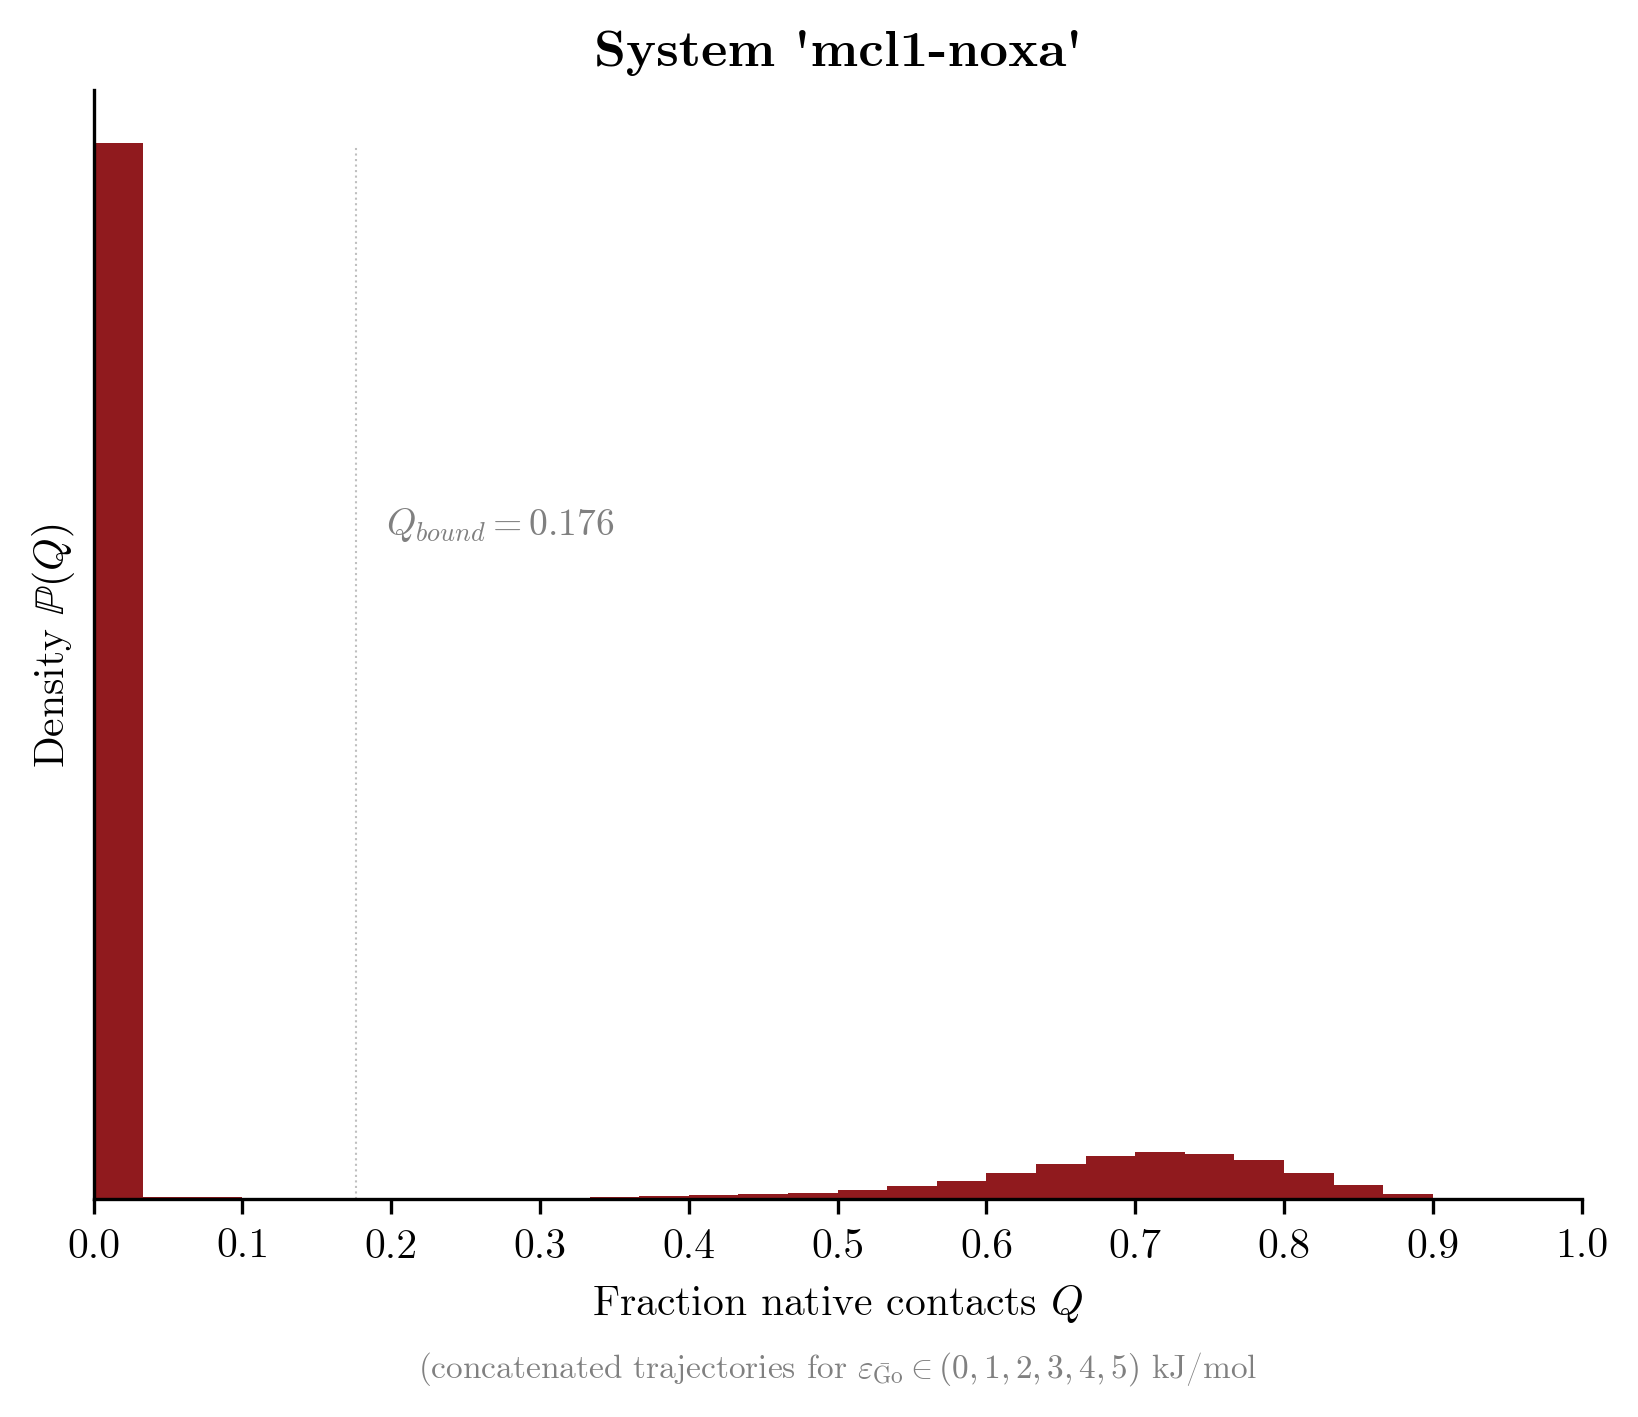 System 'mcl1-noxa'
Density ℙ(Q)
Q_bound = 0.176
0.0 0.1 0.2 0.3 0.4 0.5 0.6 0.7 0.8 0.9 1.0
Fraction native contacts Q
(concatenated trajectories for ε_Ḡo ∈ (0, 1, 2, 3, 4, 5) kJ/mol